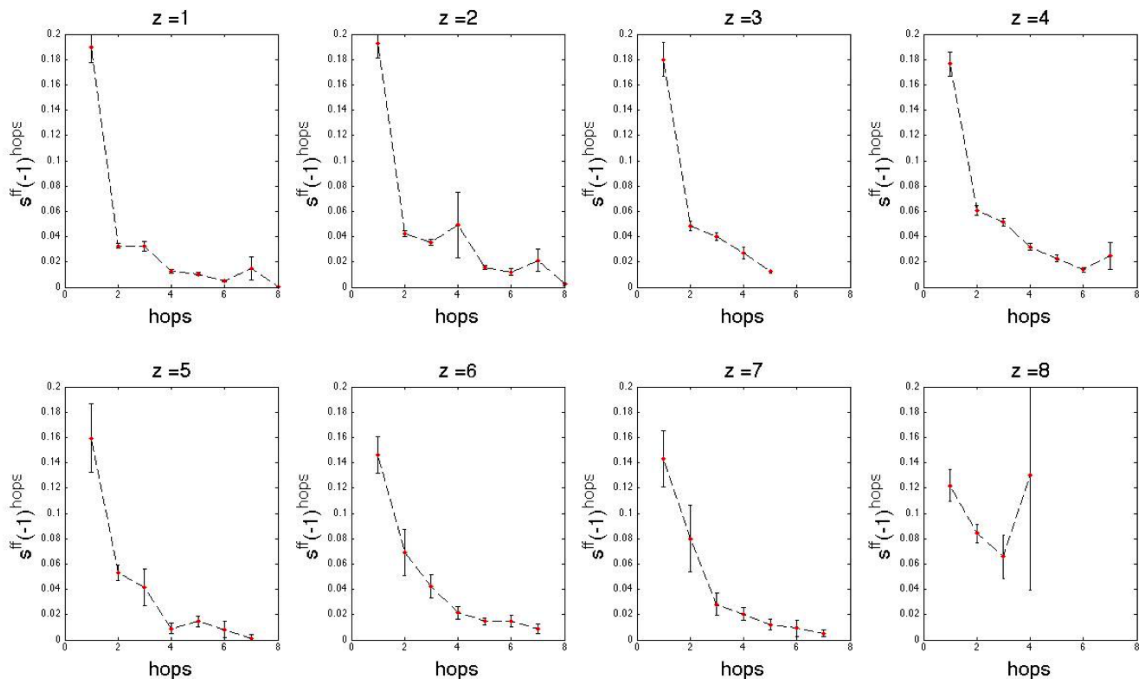 z =1
z =2
z =3
z =4
0.2 0.2 0.2 0.2
0.18 0.18 0.18 0.18
0.16 0.16 0.16 0.16
0.14 0.14 0.14 0.14
0.12 0.12 0.12 0.12
0.1 0.1 0.1 0.1
0.08 0.08 0.08 0.08
0.06 0.06 0.06 0.06
0.04 0.04 0.04 0.04
0.02 0.02 0.02 0.02
0 0 0 0
s^ff(-1)^hops s^ff(-1)^hops s^ff(-1)^hops s^ff(-1)^hops
0 2 4 6 8 0 2 4 6 8 0 2 4 6 8 0 2 4 6 8
hops hops hops hops
z =5
z =6
z =7
z =8
0.2 0.2 0.2 0.2
0.18 0.18 0.18 0.18
0.16 0.16 0.16 0.16
0.14 0.14 0.14 0.14
0.12 0.12 0.12 0.12
0.1 0.1 0.1 0.1
0.08 0.08 0.08 0.08
0.06 0.06 0.06 0.06
0.04 0.04 0.04 0.04
0.02 0.02 0.02 0.02
0 0 0 0
s^ff(-1)^hops s^ff(-1)^hops s^ff(-1)^hops s^ff(-1)^hops
0 2 4 6 8 0 2 4 6 8 0 2 4 6 8 0 2 4 6 8
hops hops hops hops